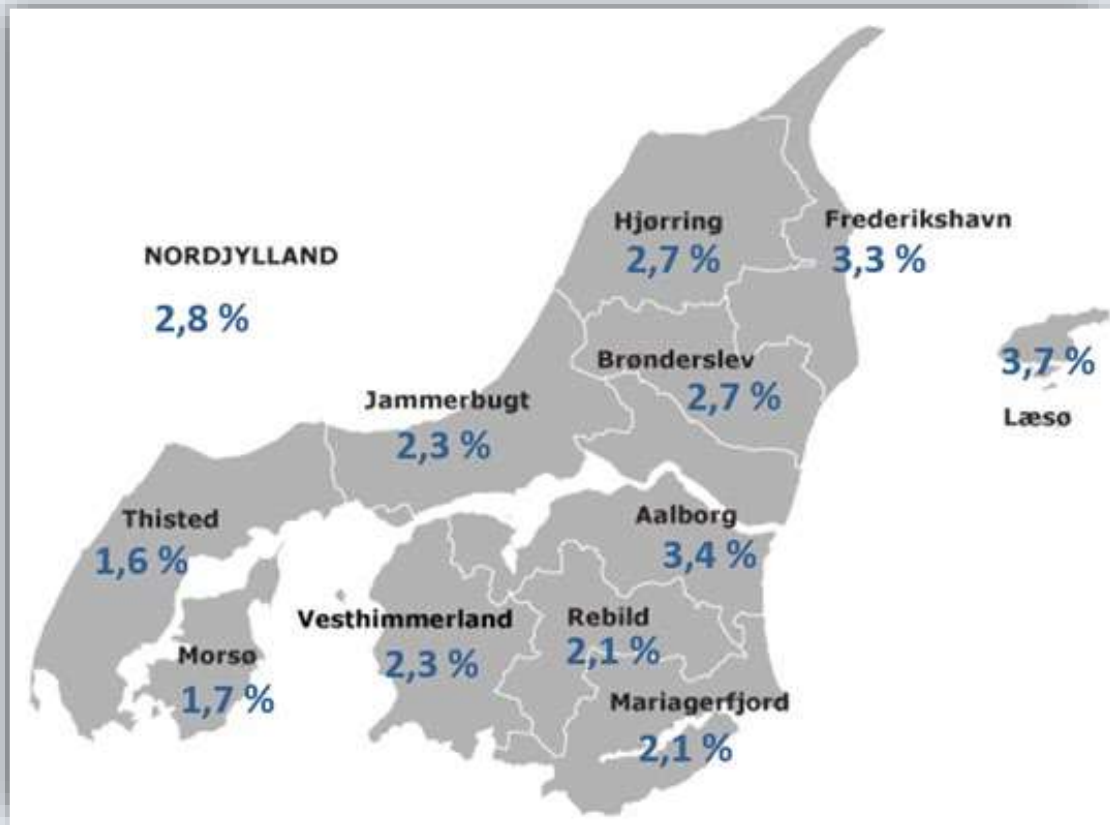 Hjørring
2,7 %
Frederikshavn
3,3 %
NORDJYLLAND
2,8 %
Brønderslev
2,7 %
3,7 %
Læsø
Jammerbugt
2,3 %
Thisted
1,6 %
Aalborg
3,4 %
Vesthimmerland
2,3 %
Rebild
2,1 %
Morsø
1,7 %
Mariagerfjord
2,1 %